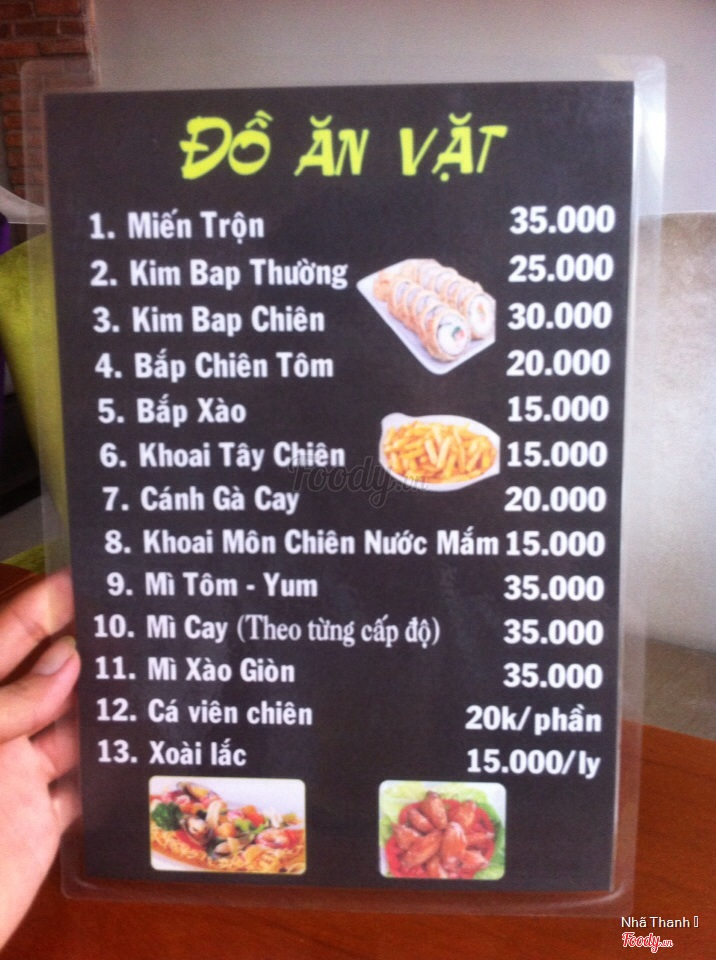 ĐỒ ĂN VẶT
1. Miến Trộn 35.000
2. Kim Bap Thường 25.000
3. Kim Bap Chiên 30.000
4. Bắp Chiên Tôm 20.000
5. Bắp Xào 15.000
6. Khoai Tây Chiên 15.000
Foody.vn
7. Cánh Gà Cay 20.000
8. Khoai Môn Chiên Nước Mắm 15.000
9. Mì Tôm - Yum 35.000
10. Mì Cay (Theo từng cấp độ) 35.000
11. Mì Xào Giòn 35.000
12. Cá viên chiên 20k/phần
13. Xoài lắc 15.000/ly
Nhã Thanh
Foody.vn